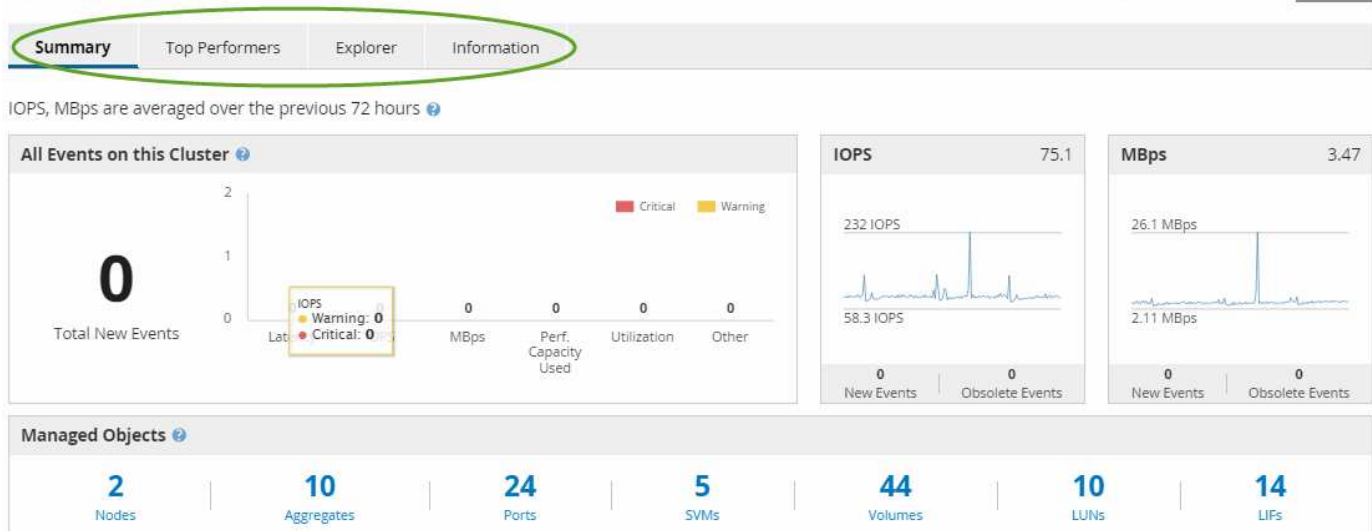 Summary Top Performers Explorer Information
IOPS, MBps are averaged over the previous 72 hours
All Events on this Cluster
0
Total New Events
2
1
0
Critical Warning
IOPS
Warning: 0
Critical: 0
0 0 0 0
MBps Perf. Capacity Used Utilization Other
IOPS 75.1
232 IOPS
58.3 IOPS
0 0
New Events Obsolete Events
MBps 3.47
26.1 MBps
2.11 MBps
0 0
New Events Obsolete Events
Managed Objects
2 10 24 5 44 10 14
Nodes Aggregates Ports SVMs Volumes LUNs LIFs